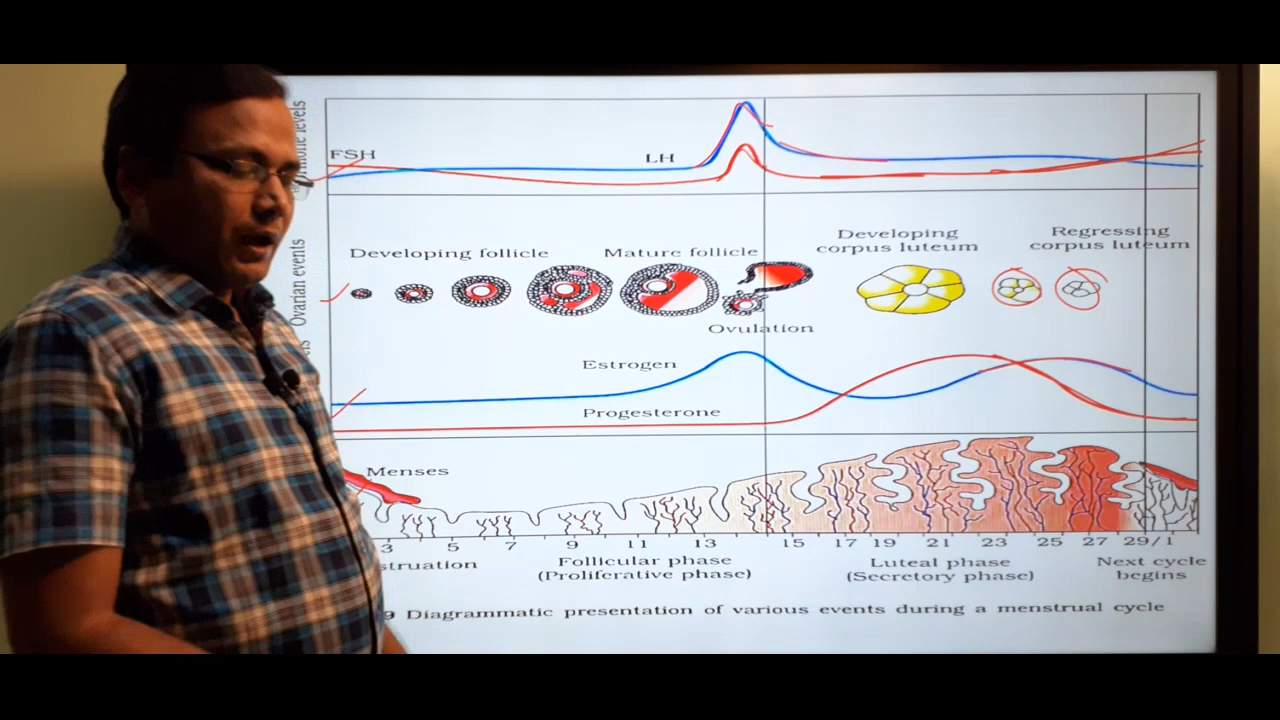 FSH
LH
Ovarian events
Developing follicle
Mature follicle
Developing
corpus luteum
Regressing
corpus luteum
Ovulation
Estrogen
Progesterone
Menses
3 5 7 9 11 13 15 17 19 21 23 25 27 29/1
Follicular phase
(Proliferative phase)
Luteal phase
(Secretory phase)
Next cycle
begins
9 Diagrammatic presentation of various events during a menstrual cycle